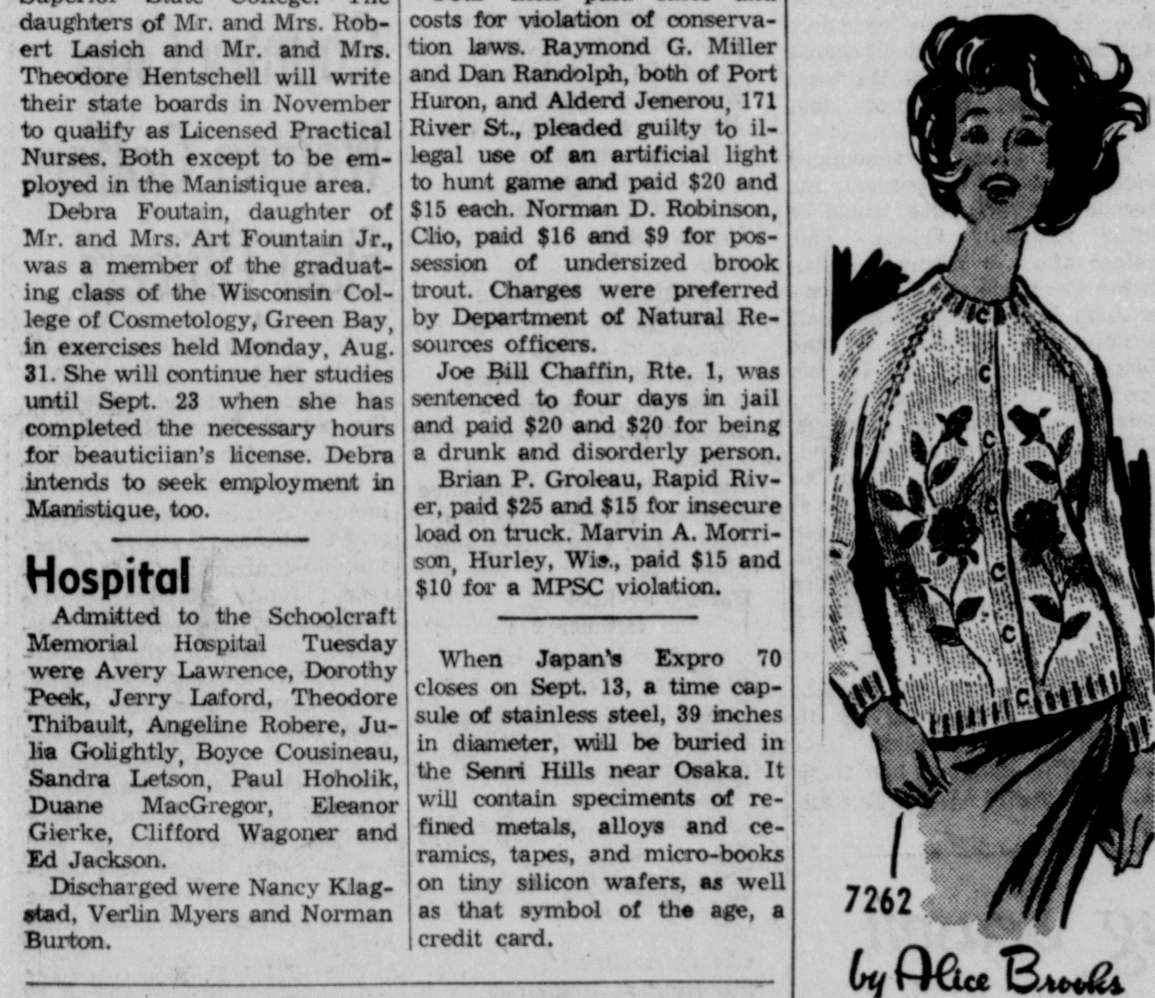 Superior State College. The
daughters of Mr. and Mrs. Rob-
ert Lasich and Mr. and Mrs.
Theodore Hentschell will write
their state boards in November
to qualify as Licensed Practical
Nurses. Both except to be em-
ployed in the Manistique area.
Debra Foutain, daughter of
Mr. and Mrs. Art Fountain Jr.,
was a member of the graduat-
ing class of the Wisconsin Col-
lege of Cosmetology, Green Bay,
in exercises held Monday, Aug.
31. She will continue her studies
until Sept. 23 when she has
completed the necessary hours
for beauticiian's license. Debra
intends to seek employment in
Manistique, too.
Hospital
Admitted to the Schoolcraft
Memorial Hospital Tuesday
were Avery Lawrence, Dorothy
Peek, Jerry Laford, Theodore
Thibault, Angeline Robere, Ju-
lia Golightly, Boyce Cousineau,
Sandra Letson, Paul Hoholik,
Duane MacGregor, Eleanor
Gierke, Clifford Wagoner and
Ed Jackson.
Discharged were Nancy Klag-
stad, Verlin Myers and Norman
Burton.
costs for violation of conserva-
tion laws. Raymond G. Miller
and Dan Randolph, both of Port
Huron, and Alderd Jenerou, 171
River St., pleaded guilty to il-
legal use of an artificial light
to hunt game and paid $20 and
$15 each. Norman D. Robinson,
Clio, paid $16 and $9 for pos-
session of undersized brook
trout. Charges were preferred
by Department of Natural Re-
sources officers.
Joe Bill Chaffin, Rte. 1, was
sentenced to four days in jail
and paid $20 and $20 for being
a drunk and disorderly person.
Brian P. Groleau, Rapid Riv-
er, paid $25 and $15 for insecure
load on truck. Marvin A. Morri-
son, Hurley, Wis., paid $15 and
$10 for a MPSC violation.
When Japan's Expro 70
closes on Sept. 13, a time cap-
sule of stainless steel, 39 inches
in diameter, will be buried in
the Senri Hills near Osaka. It
will contain speciments of re-
fined metals, alloys and ce-
ramics, tapes, and micro-books
on tiny silicon wafers, as well
as that symbol of the age, a
credit card.
7262
by Alice Brooks